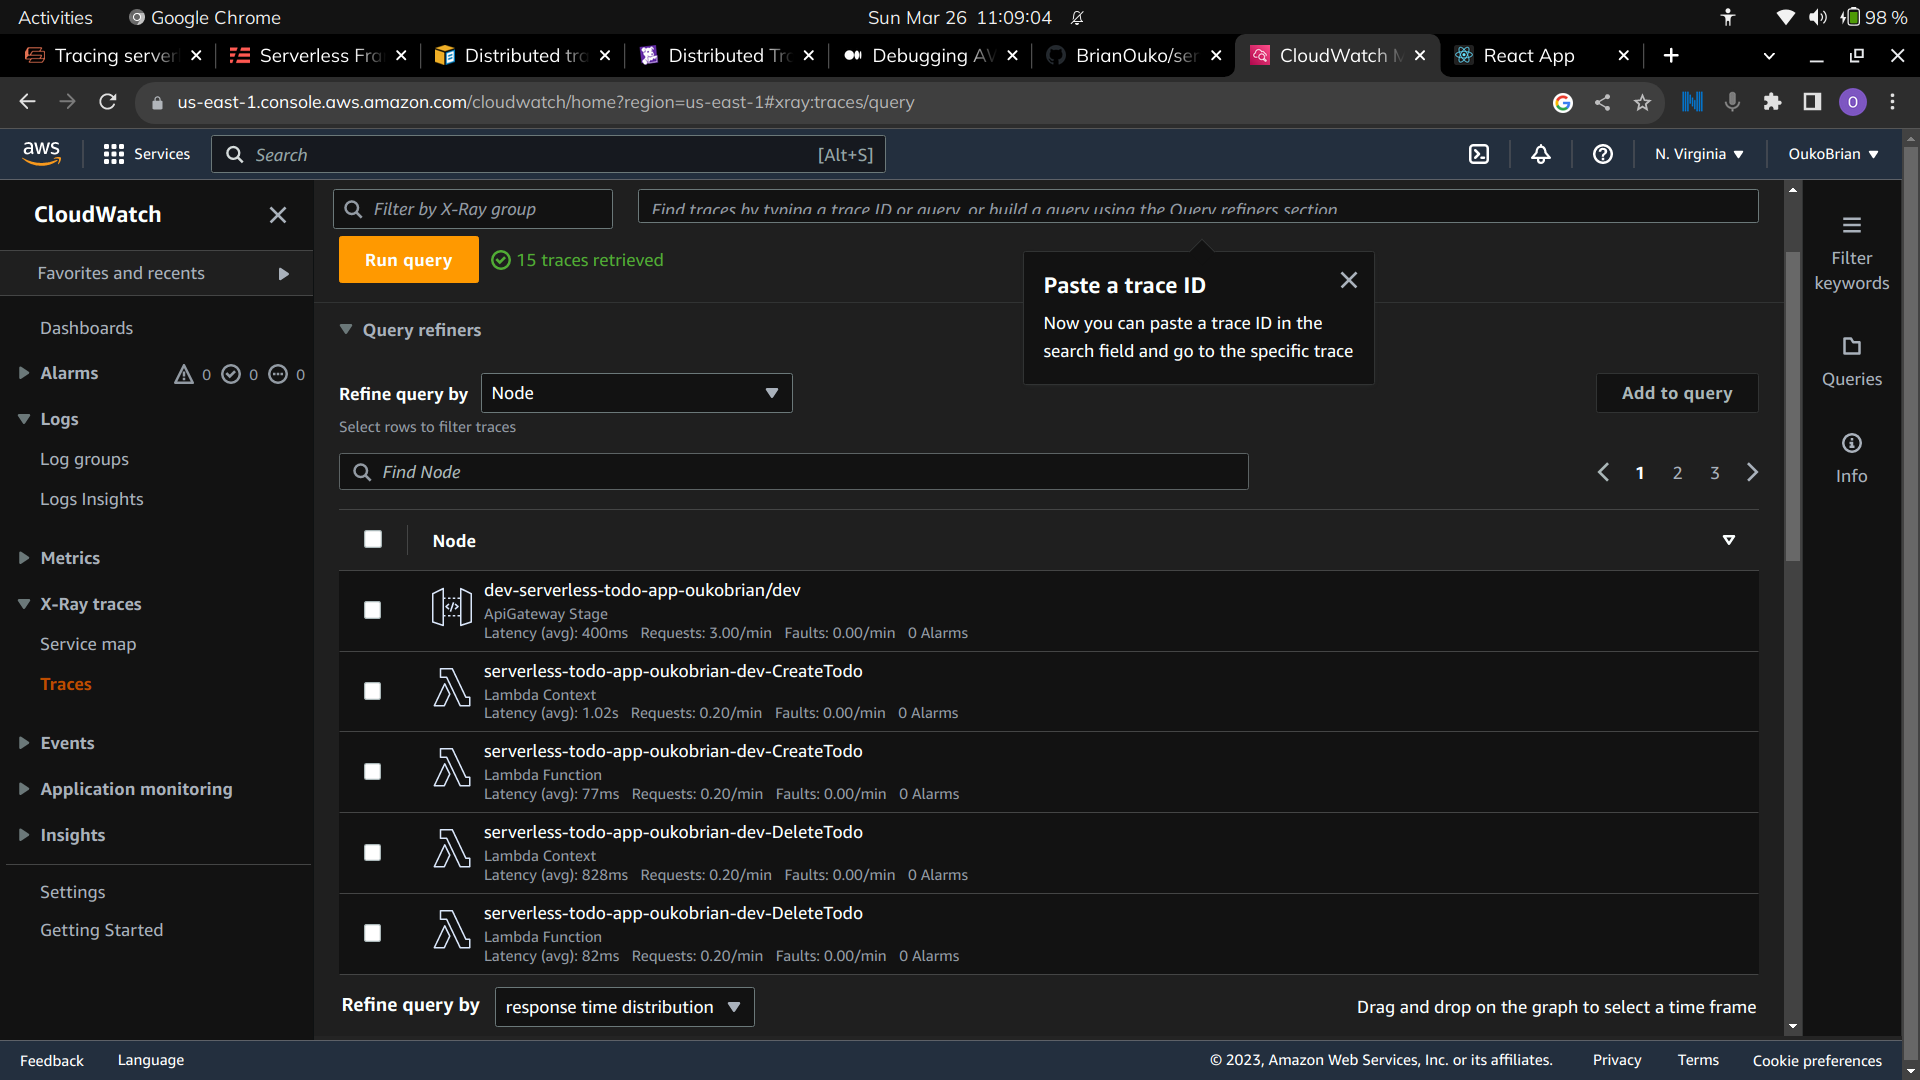 Activities
Google Chrome
Sun Mar 26 11:09:04
98 %
Tracing server
Serverless Fra
Distributed tra
Distributed Tra
Debugging AV
BrianOuko/ser
CloudWatch M
React App
us-east-1.console.aws.amazon.com/cloudwatch/home?region=us-east-1#xray:traces/query
O
aws
Services
Search
[Alt+S]
N. Virginia
OukoBrian
CloudWatch
Favorites and recents
Dashboards
Alarms 0 0 0
Logs
Log groups
Logs Insights
Metrics
X-Ray traces
Service map
Traces
Events
Application monitoring
Insights
Settings
Getting Started
Filter by X-Ray group
Find traces by typing a trace ID or query, or build a query using the Query refiners section
Run query
15 traces retrieved
Paste a trace ID
Now you can paste a trace ID in the
search field and go to the specific trace
Query refiners
Refine query by
Node
Add to query
Select rows to filter traces
Find Node
1 2 3
Node
dev-serverless-todo-app-oukobrian/dev
ApiGateway Stage
Latency (avg): 400ms Requests: 3.00/min Faults: 0.00/min 0 Alarms
serverless-todo-app-oukobrian-dev-CreateTodo
Lambda Context
Latency (avg): 1.02s Requests: 0.20/min Faults: 0.00/min 0 Alarms
serverless-todo-app-oukobrian-dev-CreateTodo
Lambda Function
Latency (avg): 77ms Requests: 0.20/min Faults: 0.00/min 0 Alarms
serverless-todo-app-oukobrian-dev-DeleteTodo
Lambda Context
Latency (avg): 828ms Requests: 0.20/min Faults: 0.00/min 0 Alarms
serverless-todo-app-oukobrian-dev-DeleteTodo
Lambda Function
Latency (avg): 82ms Requests: 0.20/min Faults: 0.00/min 0 Alarms
Refine query by
response time distribution
Drag and drop on the graph to select a time frame
Filter
keywords
Queries
Info
Feedback
Language
© 2023, Amazon Web Services, Inc. or its affiliates.
Privacy
Terms
Cookie preferences